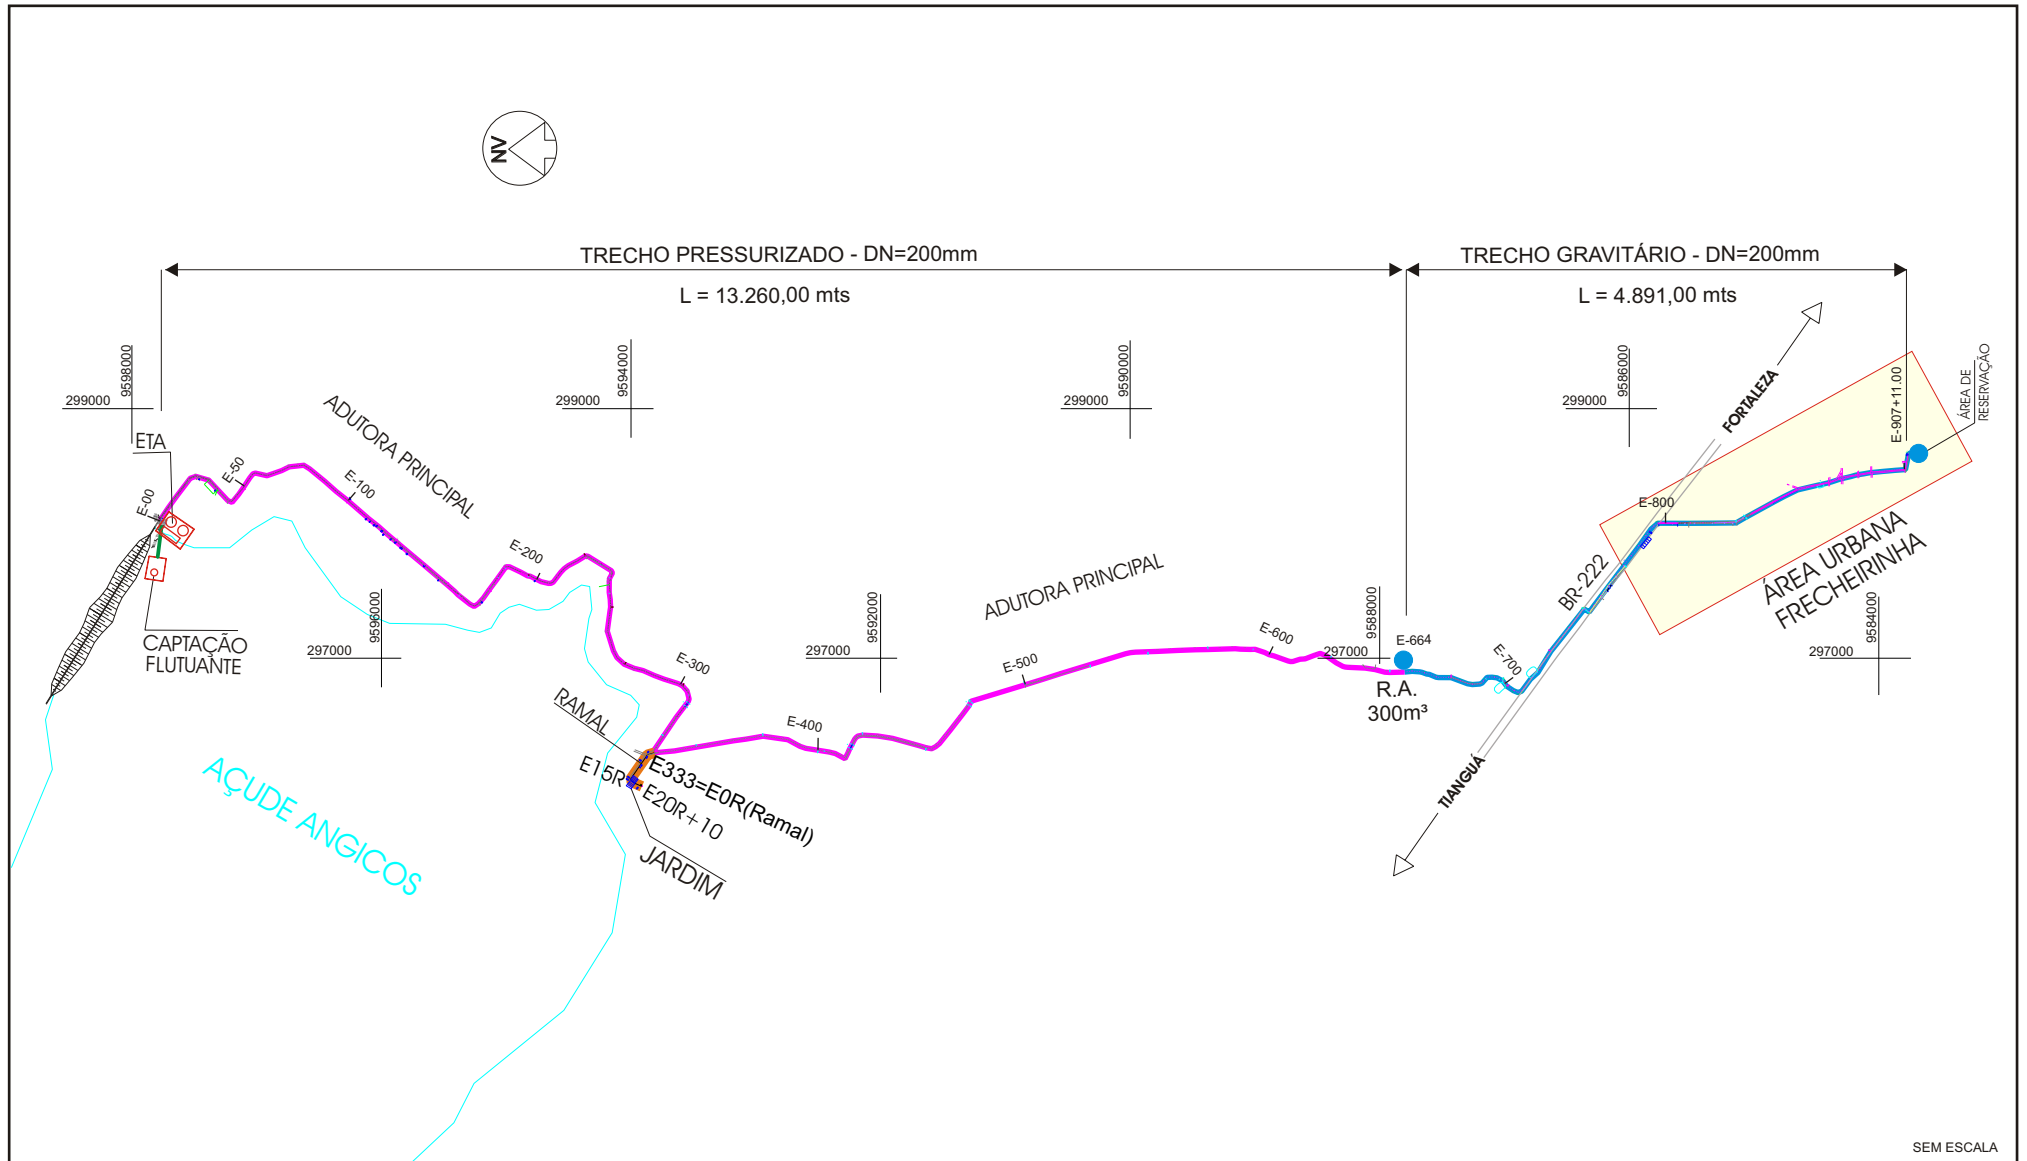 NV
TRECHO PRESSURIZADO - DN=200mm
L = 13.260,00 mts
TRECHO GRAVITÁRIO - DN=200mm
L = 4.891,00 mts
299000
9598000
299000
9594000
299000
9590000
299000
9586000
ETA
E-00
E-50
E-100
ADUTORA PRINCIPAL
E-200
CAPTAÇÃO
FLUTUANTE
297000
9596000
E-300
RAMAL
E15R
E333=E0R(Ramal)
E20R+10
JARDIM
AÇUDE ANGICOS
E-400
297000
9592000
ADUTORA PRINCIPAL
E-500
E-600
297000
9588000
E-664
R.A.
300m³
E-700
BR-222
TIANGUÁ
FORTALEZA
E-800
E-907+11.00
ÁREA DE
RESERVAÇÃO
ÁREA URBANA
FRECHEIRINHA
297000
9584000
SEM ESCALA